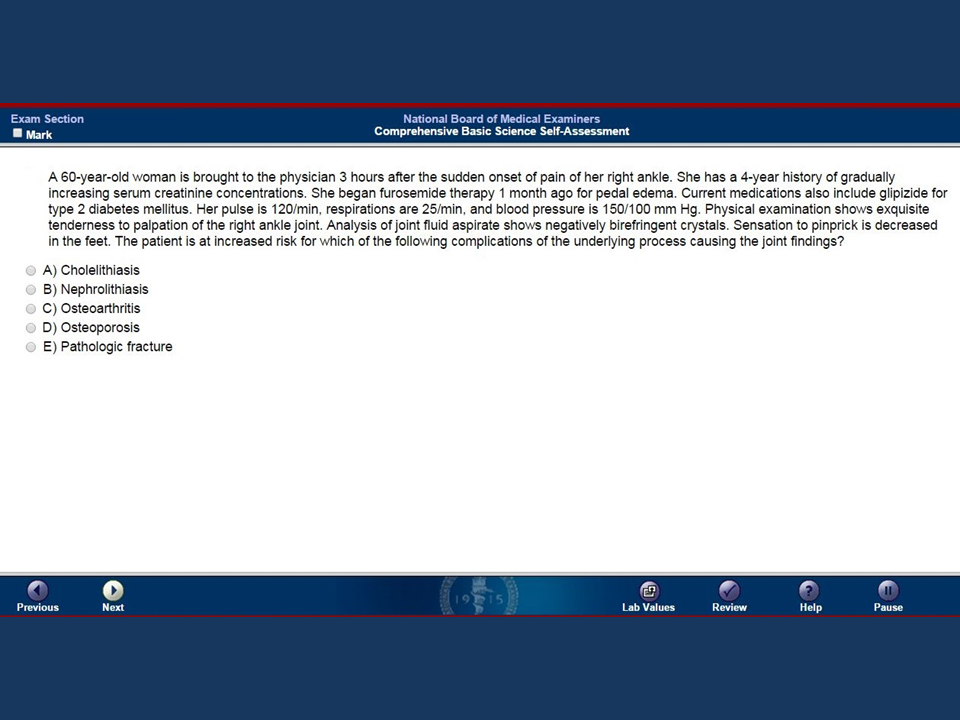 Exam Section
Mark
National Board of Medical Examiners
Comprehensive Basic Science Self-Assessment
A 60-year-old woman is brought to the physician 3 hours after the sudden onset of pain of her right ankle. She has a 4-year history of gradually
increasing serum creatinine concentrations. She began furosemide therapy 1 month ago for pedal edema. Current medications also include glipizide for
type 2 diabetes mellitus. Her pulse is 120/min, respirations are 25/min, and blood pressure is 150/100 mm Hg. Physical examination shows exquisite
tenderness to palpation of the right ankle joint. Analysis of joint fluid aspirate shows negatively birefringent crystals. Sensation to pinprick is decreased
in the feet. The patient is at increased risk for which of the following complications of the underlying process causing the joint findings?
A) Cholelithiasis
B) Nephrolithiasis
C) Osteoarthritis
D) Osteoporosis
E) Pathologic fracture
1915
Previous
Next
Lab Values
Review
Help
Pause